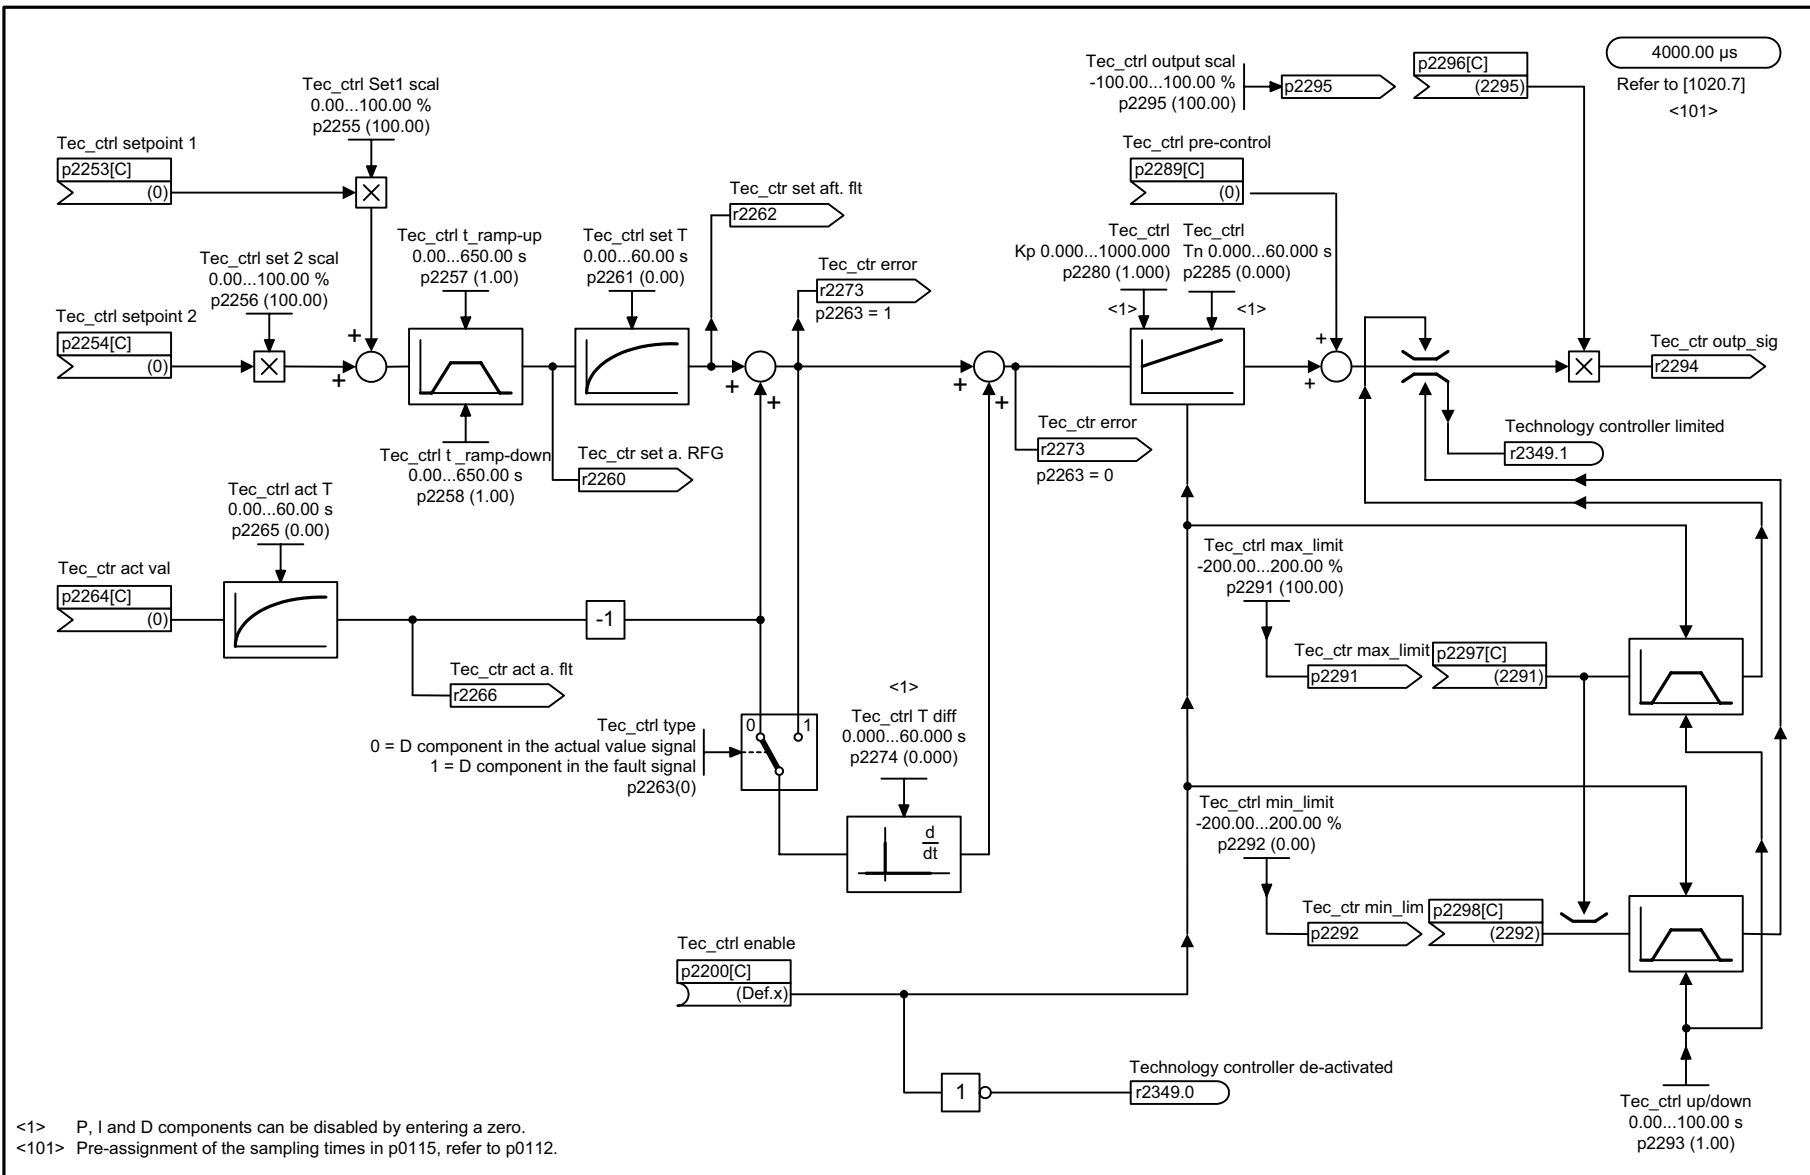 Tec_ctrl Set1 scal
0.00...100.00 %
p2255 (100.00)
Tec_ctrl setpoint 1
p2253[C]
(0)
Tec_ctrl set 2 scal
0.00...100.00 %
p2256 (100.00)
Tec_ctrl setpoint 2
p2254[C]
(0)
+
+
Tec_ctrl t_ramp-up
0.00...650.00 s
p2257 (1.00)
Tec_ctrl t _ramp-down
0.00...650.00 s
p2258 (1.00)
Tec_ctrl set T
0.00...60.00 s
p2261 (0.00)
Tec_ctr set a. RFG
r2260
Tec_ctr set aft. flt
r2262
Tec_ctr error
r2273
p2263 = 1
+
+
Tec_ctrl act T
0.00...60.00 s
p2265 (0.00)
Tec_ctr act val
p2264[C]
(0)
Tec_ctr act a. flt
r2266
-1
Tec_ctrl type
0 = D component in the actual value signal
1 = D component in the fault signal
p2263(0)
0
1
<1>
Tec_ctrl T diff
0.000...60.000 s
p2274 (0.000)
d
dt
+
+
Tec_ctr error
r2273
p2263 = 0
Tec_ctrl output scal
-100.00...100.00 %
p2295 (100.00)
p2295
p2296[C]
(2295)
4000.00 µs
Refer to [1020.7]
<101>
Tec_ctrl pre-control
p2289[C]
(0)
Tec_ctrl
Kp 0.000...1000.000
p2280 (1.000)
<1>
Tec_ctrl
Tn 0.000...60.000 s
p2285 (0.000)
<1>
+
+
Tec_ctr outp_sig
r2294
Technology controller limited
r2349.1
Tec_ctrl max_limit
-200.00...200.00 %
p2291 (100.00)
Tec_ctr max_limit
p2291
p2297[C]
(2291)
Tec_ctrl min_limit
-200.00...200.00 %
p2292 (0.00)
Tec_ctr min_lim
p2292
p2298[C]
(2292)
Tec_ctrl enable
p2200[C]
(Def.x)
1
Technology controller de-activated
r2349.0
Tec_ctrl up/down
0.00...100.00 s
p2293 (1.00)
<1> P, I and D components can be disabled by entering a zero.
<101> Pre-assignment of the sampling times in p0115, refer to p0112.